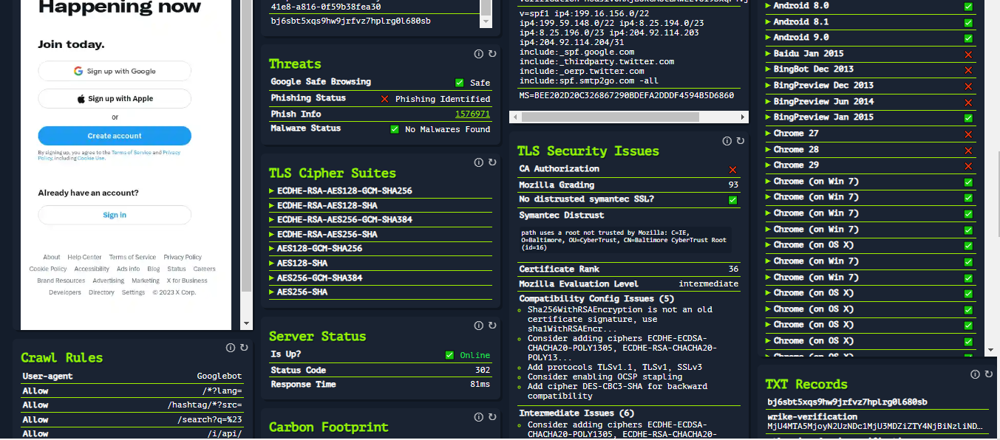 Happening now
Join today.
Sign up with Google
Sign up with Apple
or
Create account
By signing up, you agree to the Terms of Service and Privacy
Policy, including Cookie Use.
Already have an account?
Sign in
About Help Center Terms of Service Privacy Policy
Cookie Policy Accessibility Ads info Blog Status Careers
Brand Resources Advertising Marketing X for Business
Developers Directory Settings © 2023 X Corp.
Crawl Rules
User-agent Googlebot
Allow /*?lang=
Allow /hashtag/*?src=
Allow /search?q=%23
Allow /i/api/
41e8-a816-0f59b38fea30
bj6sbt5xqs9hw9jrfvz7hplrg0l680sb
Threats
Google Safe Browsing Safe
Phishing Status Phishing Identified
Phish Info 1576971
Malware Status No Malwares Found
TLS Cipher Suites
ECDHE-RSA-AES128-GCM-SHA256
ECDHE-RSA-AES128-SHA
ECDHE-RSA-AES256-GCM-SHA384
ECDHE-RSA-AES256-SHA
AES128-GCM-SHA256
AES128-SHA
AES256-GCM-SHA384
AES256-SHA
Server Status
Is Up? Online
Status Code 302
Response Time 81ms
Carbon Footprint
v=spf1 ip4:199.16.156.0/22
ip4:199.59.148.0/22 ip4:8.25.194.0/23
ip4:8.25.196.0/23 ip4:204.92.114.203
ip4:204.92.114.204/31
include:_spf.google.com
include:_thirdparty.twitter.com
include:_oerp.twitter.com
include:spf.smtp2go.com -all
MS=BEE202D20C326867290BDEFA2DDDF4594B5D6860
TLS Security Issues
CA Authorization
Mozilla Grading 93
No distrusted symantec SSL?
Symantec Distrust
path uses a root not trusted by Mozilla: C=IE,
O=Baltimore, OU=CyberTrust, CN=Baltimore CyberTrust Root
(id=16)
Certificate Rank 36
Mozilla Evaluation Level intermediate
Compatibility Config Issues (5)
Sha256WithRSAEncryption is not an old
certificate signature, use
sha1WithRSAEncr...
Consider adding ciphers ECDHE-ECDSA-
CHACHA20-POLY1305, ECDHE-RSA-CHACHA20-
POLY13...
Add protocols TLSv1.1, TLSv1, SSLv3
Consider enabling OCSP stapling
Add cipher DES-CBC3-SHA for backward
compatibility
Intermediate Issues (6)
Consider adding ciphers ECDHE-ECDSA-
CHACHA20-POLY1305, ECDHE-RSA-CHACHA20-
Android 8.0
Android 8.1
Android 9.0
Baidu Jan 2015
BingBot Dec 2013
BingPreview Dec 2013
BingPreview Jun 2014
BingPreview Jan 2015
Chrome 27
Chrome 28
Chrome 29
Chrome (on Win 7)
Chrome (on Win 7)
Chrome (on Win 7)
Chrome (on Win 7)
Chrome (on OS X)
Chrome (on Win 7)
Chrome (on Win 7)
Chrome (on OS X)
Chrome (on OS X)
Chrome (on OS X)
Chrome (on OS X)
Chrome (on OS X)
TXT Records
bj6sbt5xqs9hw9jrfvz7hplrg0l680sb
wrike-verification
MjU4MTA5MjoyN2UzNDc1MjU3MDZiZTY4NjBiNzliND...